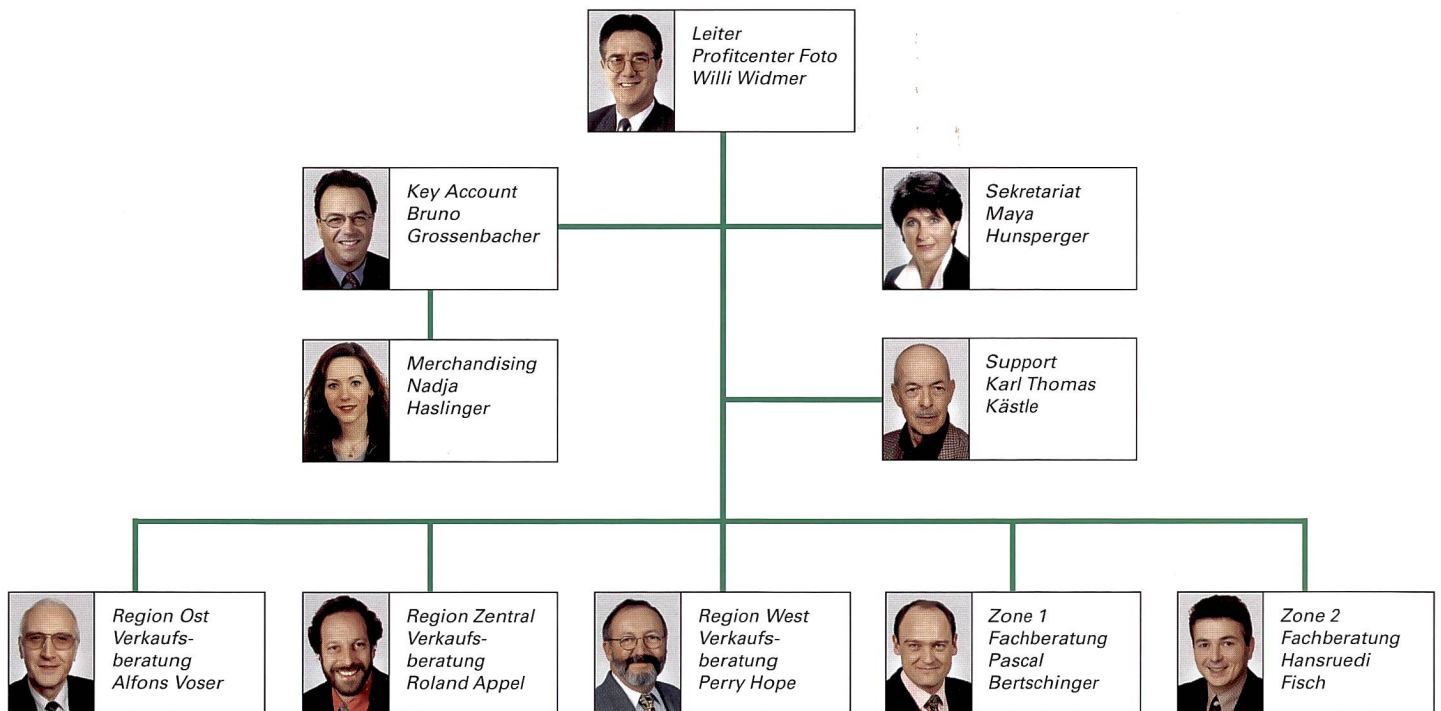 Leiter
Profitcenter Foto
Willi Widmer
Key Account
Bruno
Grossenbacher
Sekretariat
Maya
Hunsperger
Merchandising
Nadja
Haslinger
Support
Karl Thomas
Kästle
Region Ost
Verkaufs-
beratung
Alfons Voser
Region Zentral
Verkaufs-
beratung
Roland Appel
Region West
Verkaufs-
beratung
Perry Hope
Zone 1
Fachberatung
Pascal
Bertschinger
Zone 2
Fachberatung
Hansruedi
Fisch